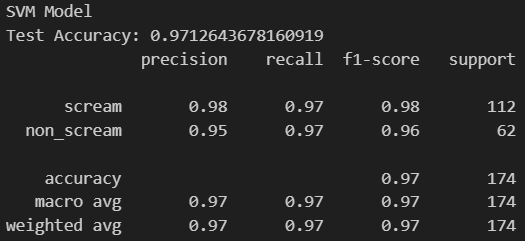 SVM Model
Test Accuracy: 0.9712643678160919
precision recall f1-score support
scream 0.98 0.97 0.98 112
non_scream 0.95 0.97 0.96 62
accuracy 0.97 174
macro avg 0.97 0.97 0.97 174
weighted avg 0.97 0.97 0.97 174